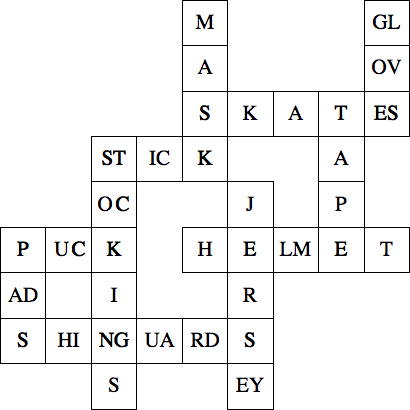 M GL
A OV
S K A T ES
ST IC K A
OC J P
P UC K H E LM E T
AD I R
S HI NG UA RD S
S EY